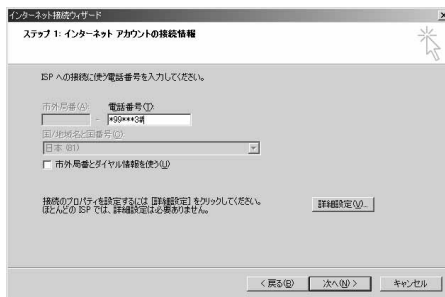 インターネット接続ウィザード
ステップ 1: インターネット アカウントの接続情報
ISP への接続に使う電話番号を入力してください。
市外局番(A): 電話番号(T):
- *99***3#
国/地域名と国番号(O):
日本 (81)
市外局番とダイヤル情報を使う(U)
接続のプロパティを設定するには [詳細設定] をクリックしてください。
ほとんどの ISP では、詳細設定は必要ありません。
詳細設定(V)...
< 戻る(B) 次へ(N) > キャンセル